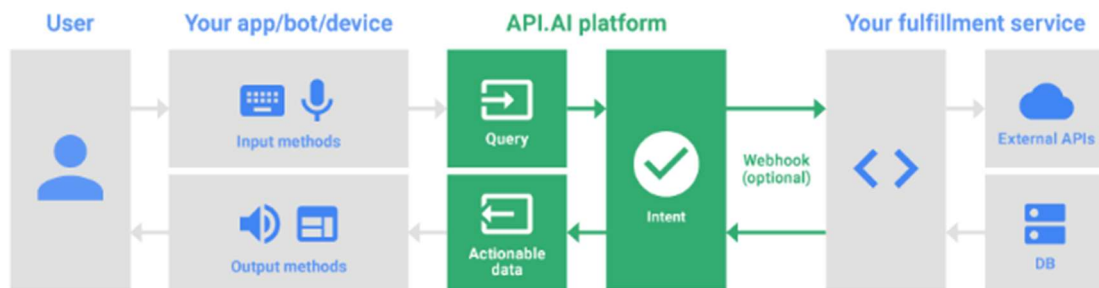 User
Your app/bot/device
API.AI platform
Your fulfillment service
Input methods
Query
External APIs
Webhook
(optional)
Intent
Output methods
Actionable
data
DB